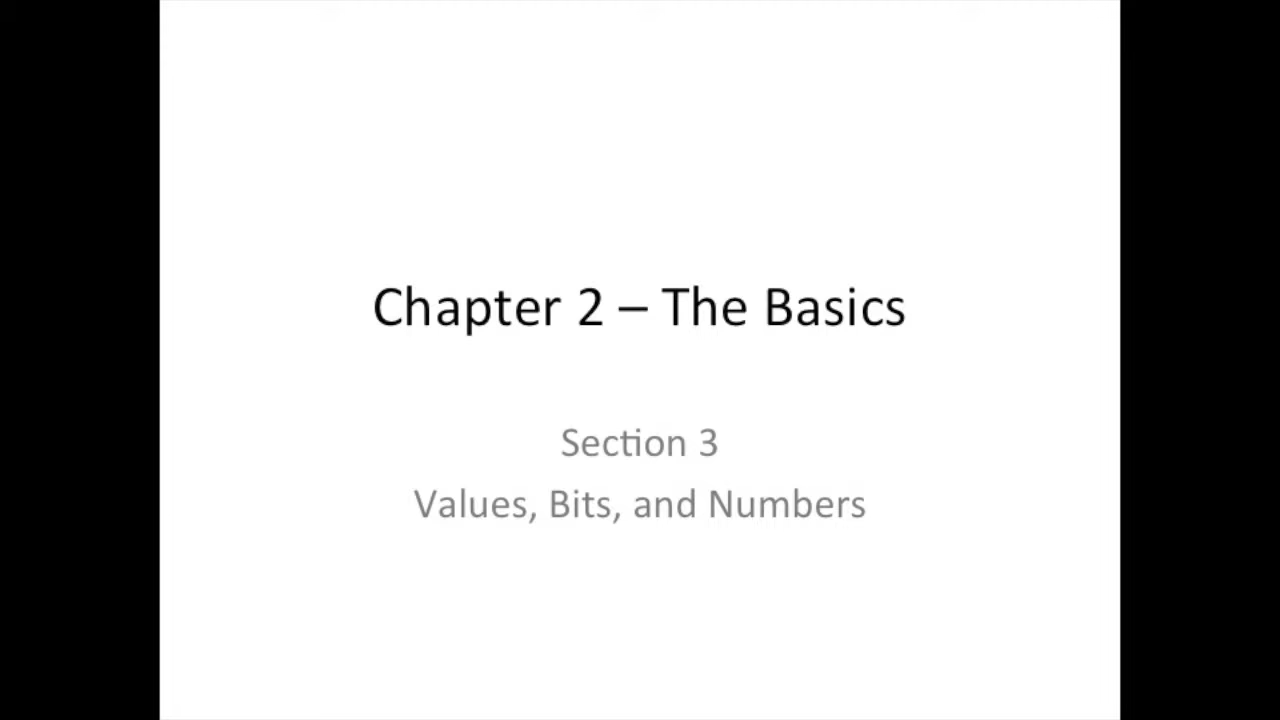 Chapter 2 – The Basics
Section 3
Values, Bits, and Numbers